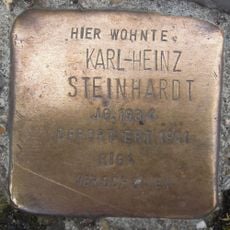 HIER WOHNTE
KARL-HEINZ
STEINHARDT
DEPORTIERT 1941
RIGA